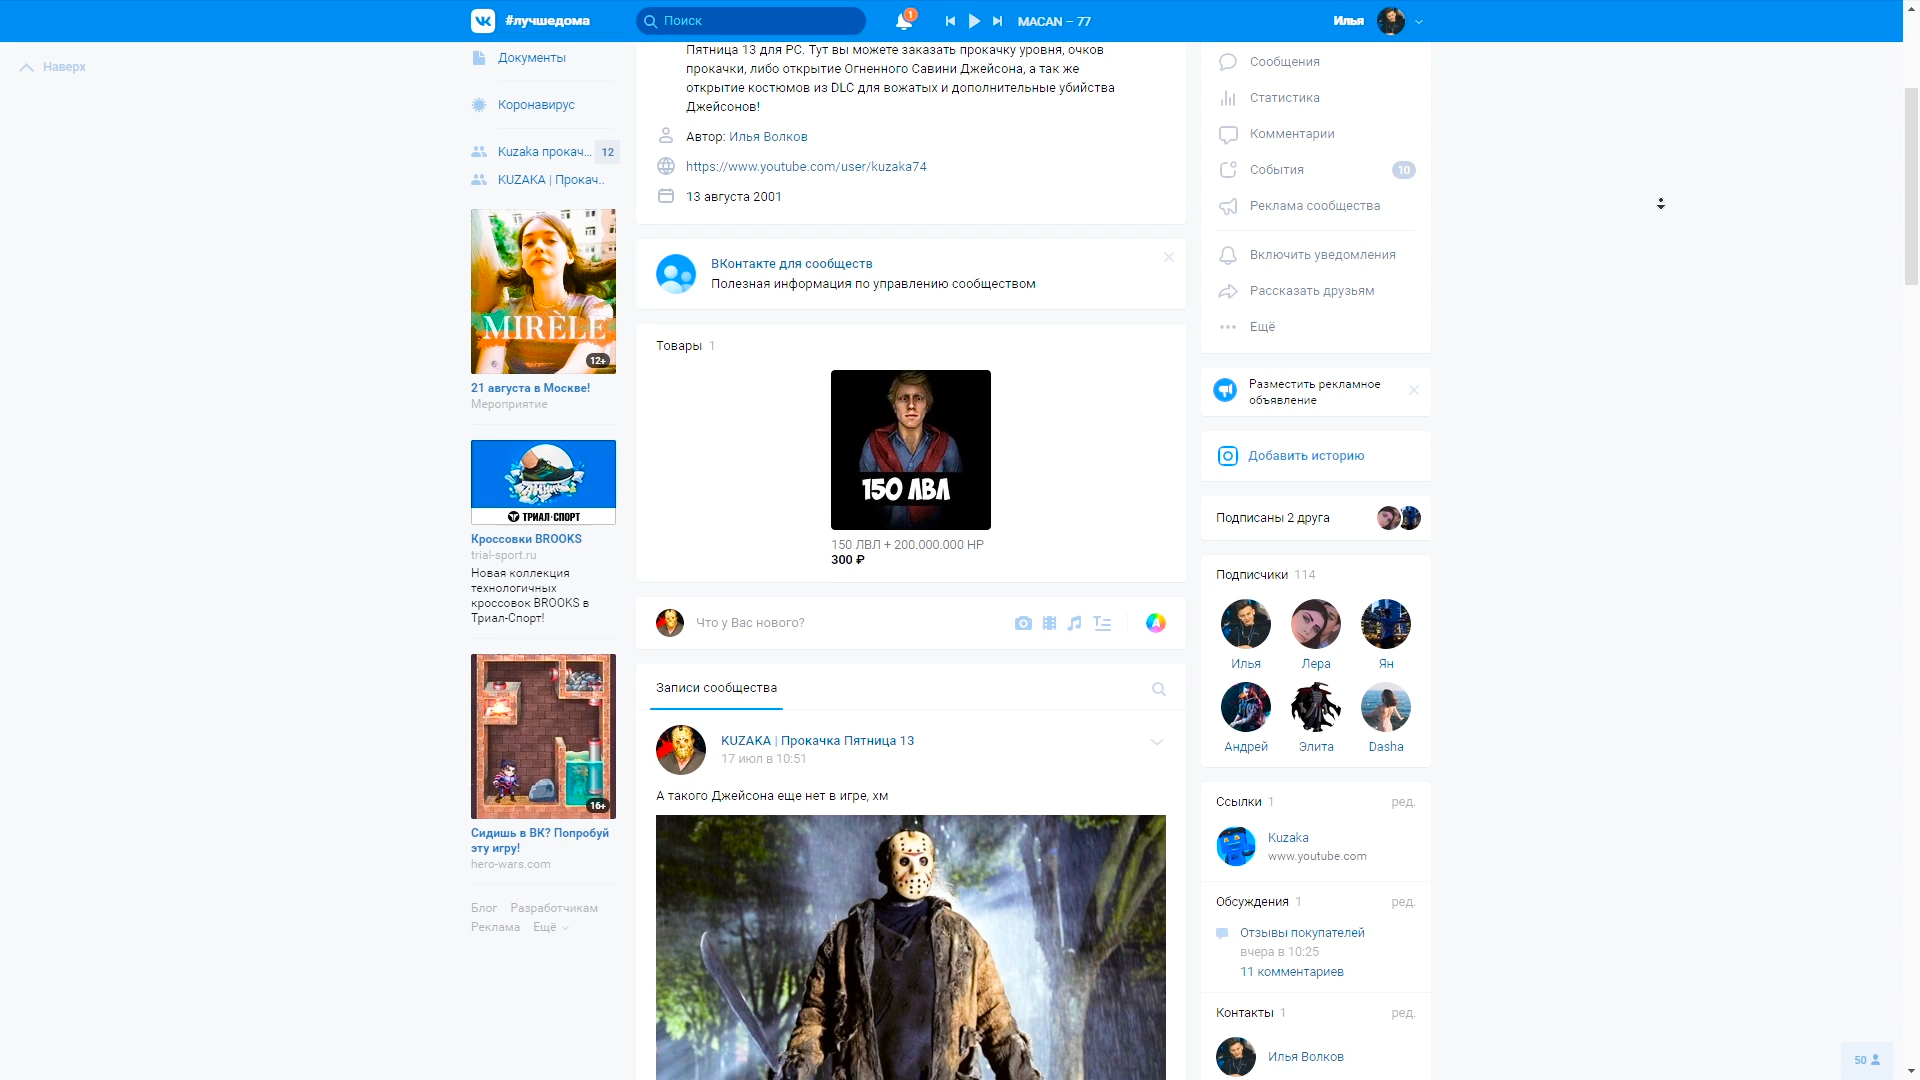 #лучшедома
Поиск
1
MACAN – 77
Илья
Наверх
Документы
Коронавирус
Kuzaka прокач... 12
KUZAKA | Прокач..
MIRÈLE
12+
21 августа в Москве!
Мероприятие
ТРИАЛ-СПОРТ
Кроссовки BROOKS
trial-sport.ru
Новая коллекция
технологичных
кроссовок BROOKS в
Триал-Спорт!
16+
Сидишь в ВК? Попробуй
эту игру!
hero-wars.com
Блог Разработчикам
Реклама Ещё
Пятница 13 для PC. Тут вы можете заказать прокачку уровня, очков
прокачки, либо открытие Огненного Савини Джейсона, а так же
открытие костюмов из DLC для вожатых и дополнительные убийства
Джейсонов!
Автор: Илья Волков
https://www.youtube.com/user/kuzaka74
13 августа 2001
ВКонтакте для сообществ
Полезная информация по управлению сообществом
Товары 1
150 ЛВЛ
150 ЛВЛ + 200.000.000 HP
300 ₽
Что у Вас нового?
Записи сообщества
KUZAKA | Прокачка Пятница 13
17 июл в 10:51
А такого Джейсона еще нет в игре, хм
Сообщения
Статистика
Комментарии
События 10
Реклама сообщества
Включить уведомления
Рассказать друзьям
Ещё
Разместить рекламное
объявление
Добавить историю
Подписаны 2 друга
Подписчики 114
Илья Лера Ян
Андрей Элита Dasha
Ссылки 1 ред.
Kuzaka
www.youtube.com
Обсуждения 1 ред.
Отзывы покупателей
вчера в 10:25
11 комментариев
Контакты 1 ред.
Илья Волков
50